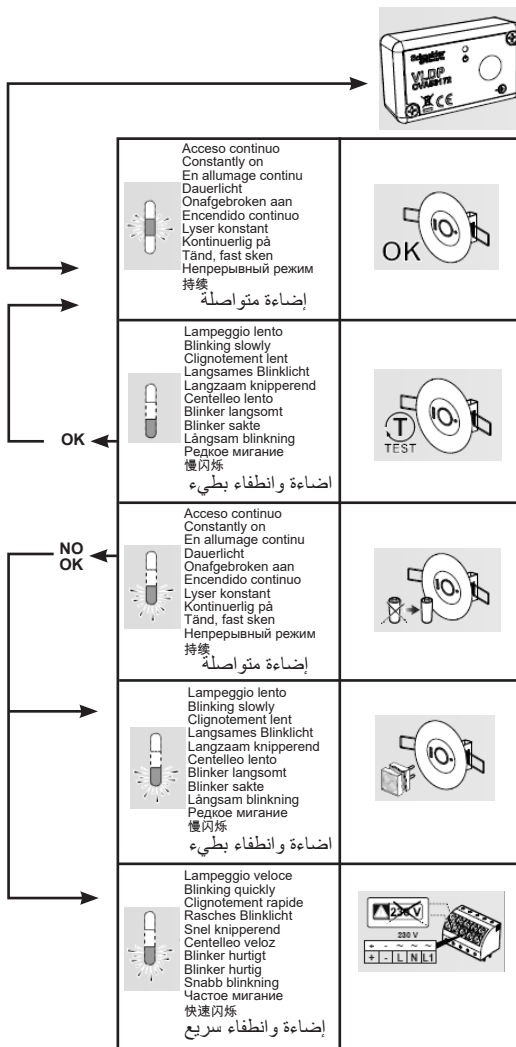 Schneider
VLDP
OVA59172
CE
Acceso continuo
Constantly on
En allumage continu
Dauerlicht
Onafgebroken aan
Encendido continuo
Lyser konstant
Kontinuerlig på
Tänd, fast sken
Непрерывный режим
持续
إضاءة متواصلة
OK
Lampeggio lento
Blinking slowly
Clignotement lent
Langsames Blinklicht
Langzaam knipperend
Centelleo lento
Blinker langsomt
Blinker sakte
Långsam blinkning
Редкое мигание
慢闪烁
اضاءة وانطفاء بطيء
OK
T
TEST
NO
OK
Acceso continuo
Constantly on
En allumage continu
Dauerlicht
Onafgebroken aan
Encendido continuo
Lyser konstant
Kontinuerlig på
Tänd, fast sken
Непрерывный режим
持续
إضاءة متواصلة
Lampeggio lento
Blinking slowly
Clignotement lent
Langsames Blinklicht
Langzaam knipperend
Centelleo lento
Blinker langsomt
Blinker sakte
Långsam blinkning
Редкое мигание
慢闪烁
اضاءة وانطفاء بطيء
Lampeggio veloce
Blinking quickly
Clignotement rapide
Rasches Blinklicht
Snel knipperend
Centelleo veloz
Blinker hurtigt
Blinker hurtig
Snabb blinkning
Частое мигание
快速闪烁
إضاءة وانطفاء سريع
230 V
230 V
+ - ~ ~ ~
+ - L N L1